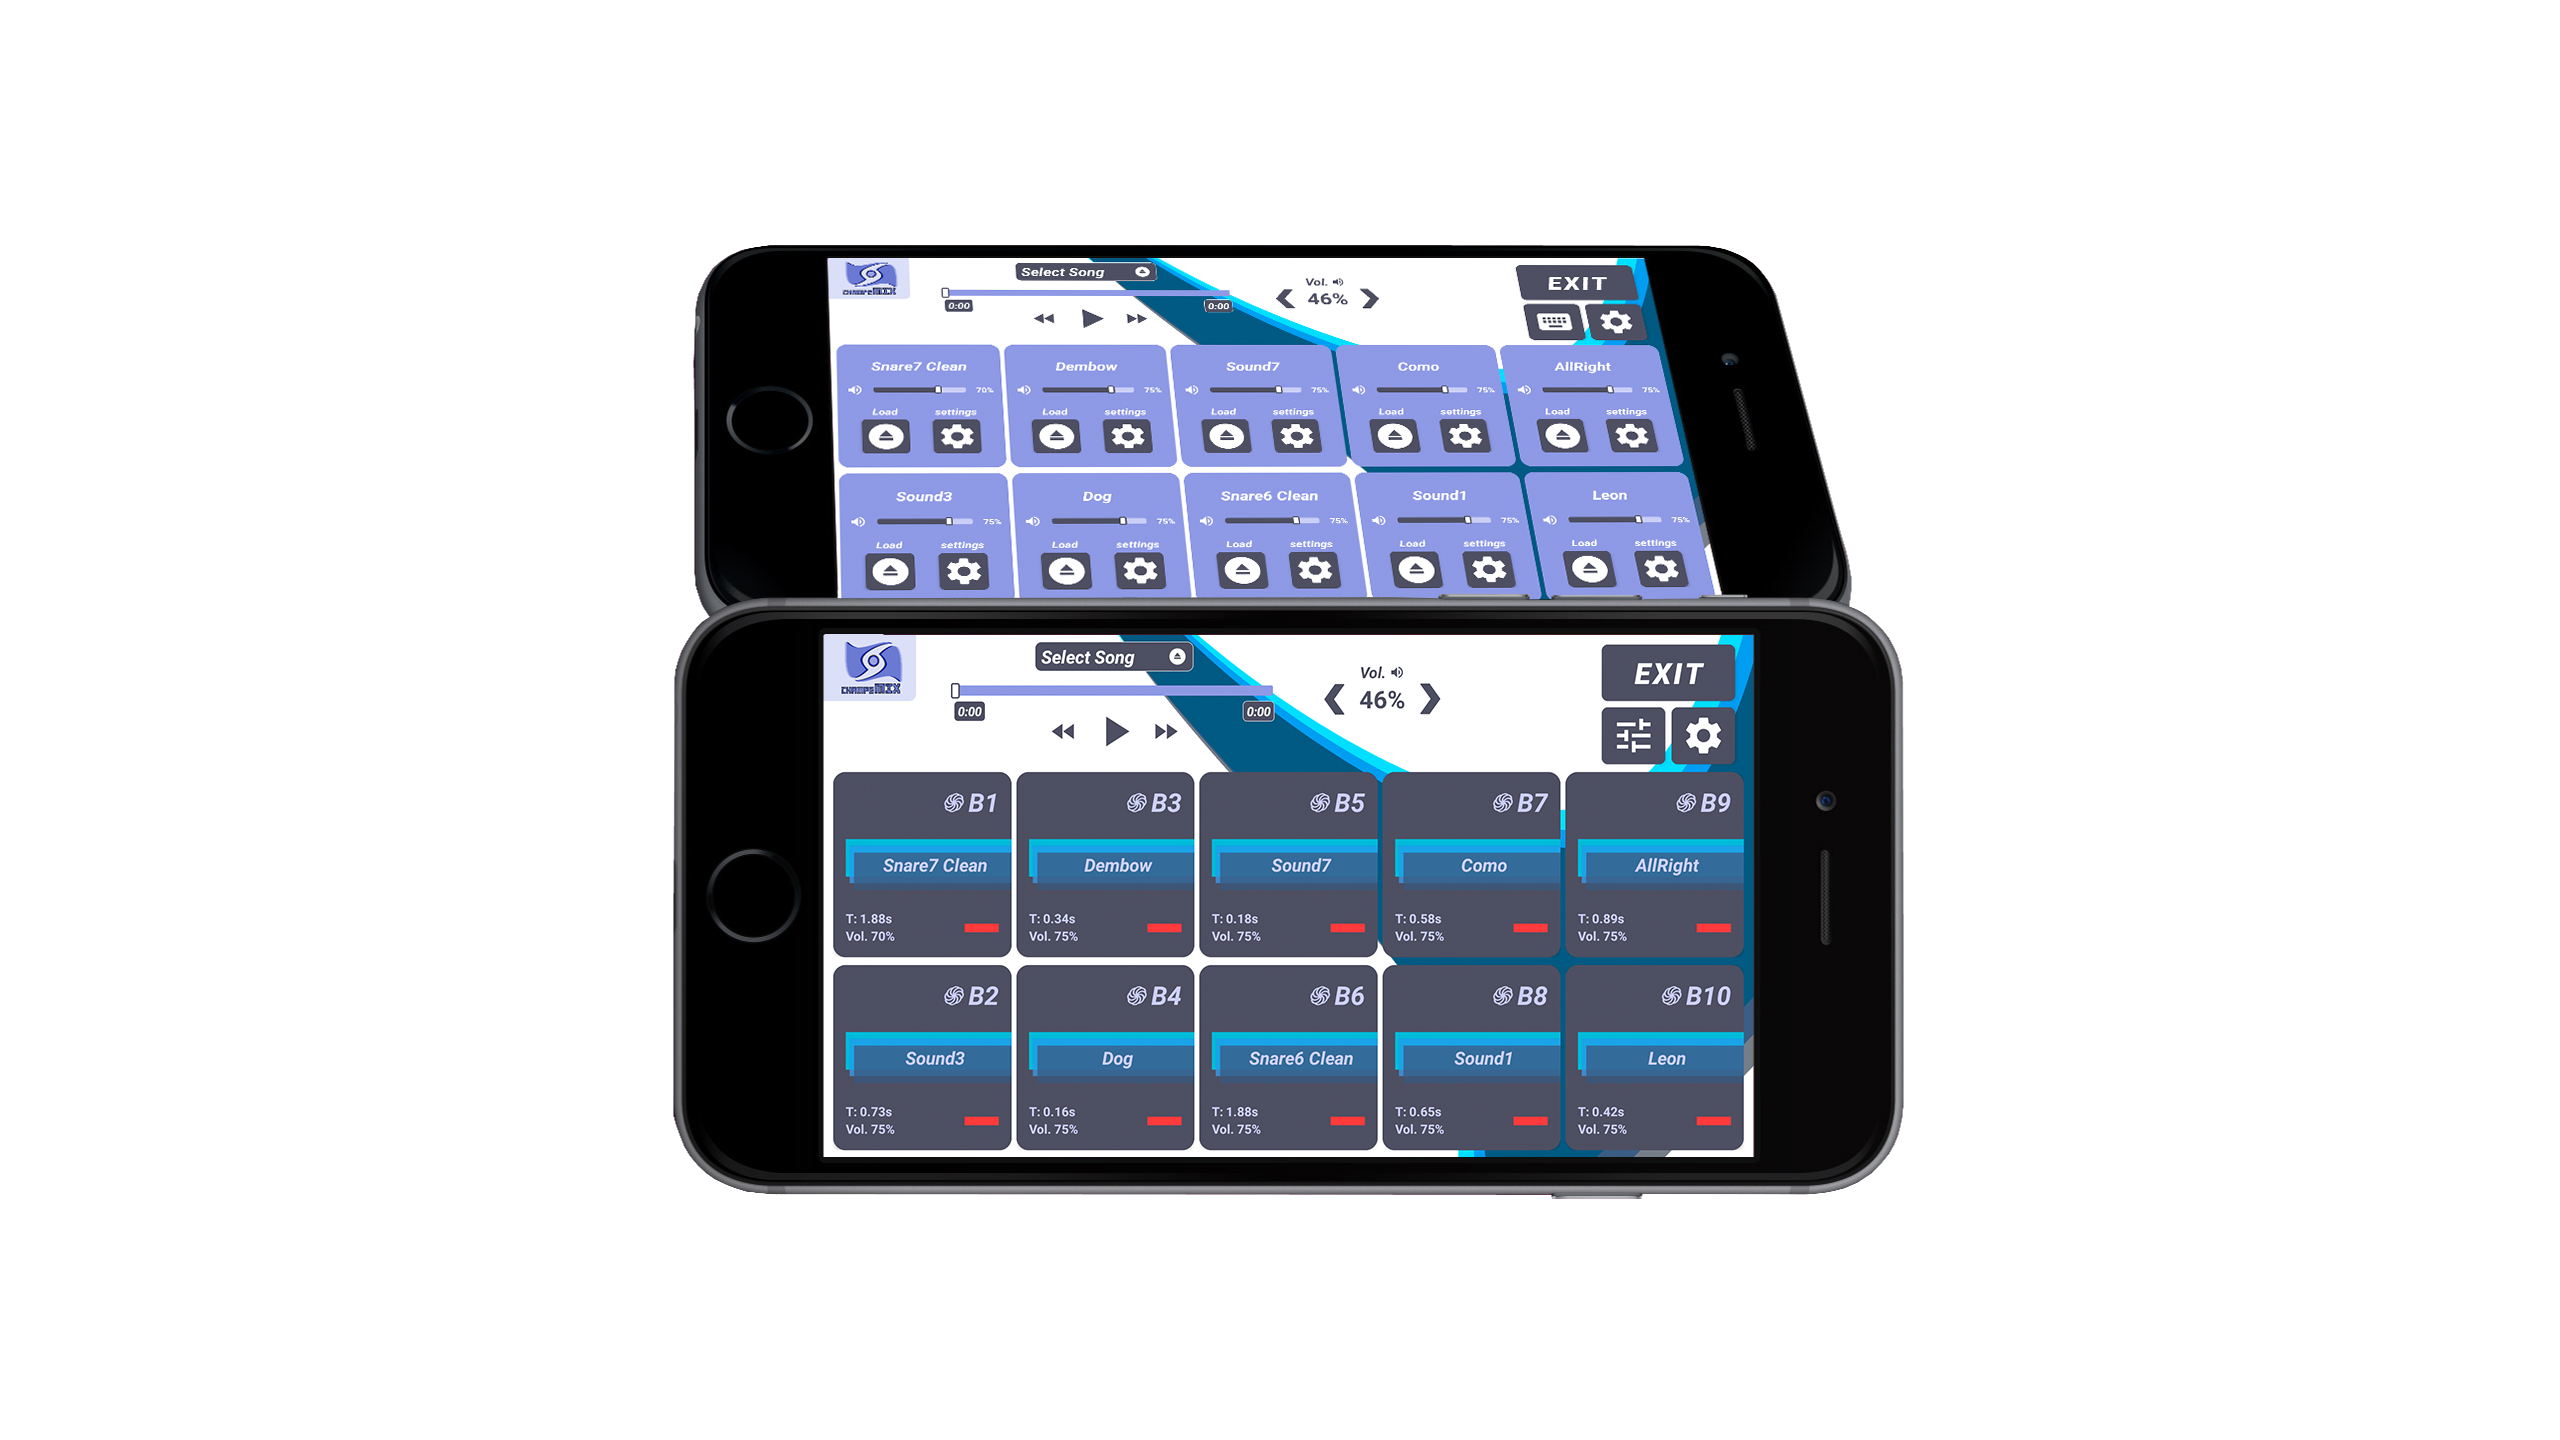 CHAMPS MIX
Select Song
0:00 0:00
Vol.
46%
EXIT
Snare7 Clean Dembow Sound7 Como AllRight
70% 75% 75% 75% 75%
Load settings Load settings Load settings Load settings Load settings
Sound3 Dog Snare6 Clean Sound1 Leon
75% 75% 75% 75% 75%
Load settings Load settings Load settings Load settings Load settings
CHAMPS MIX
Select Song
0:00 0:00
Vol.
46%
EXIT
B1 B3 B5 B7 B9
Snare7 Clean Dembow Sound7 Como AllRight
T: 1.88s T: 0.34s T: 0.18s T: 0.58s T: 0.89s
Vol. 70% Vol. 75% Vol. 75% Vol. 75% Vol. 75%
B2 B4 B6 B8 B10
Sound3 Dog Snare6 Clean Sound1 Leon
T: 0.73s T: 0.16s T: 1.88s T: 0.65s T: 0.42s
Vol. 75% Vol. 75% Vol. 75% Vol. 75% Vol. 75%